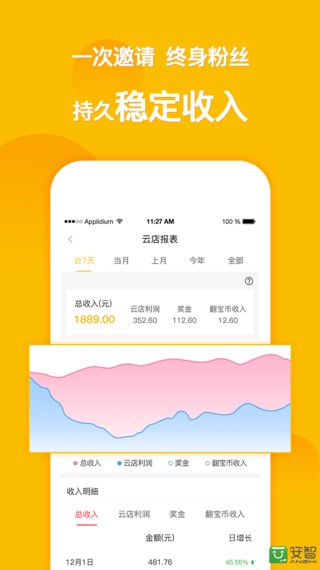 一次邀请 终身粉丝
持久稳定收入
Applidium 11:27 AM 100 %
云店报表
近7天 当月 上月 今年 全部
?
总收入(元) 云店利润 奖金 翻宝币收入
1889.00 352.60 112.60 12.60
总收入 云店利润 奖金 翻宝币收入
收入明细
总收入 云店利润 奖金 翻宝币收入
金额(元) 日增长
12月1日 481.76 45.55%
安智
ANZHI